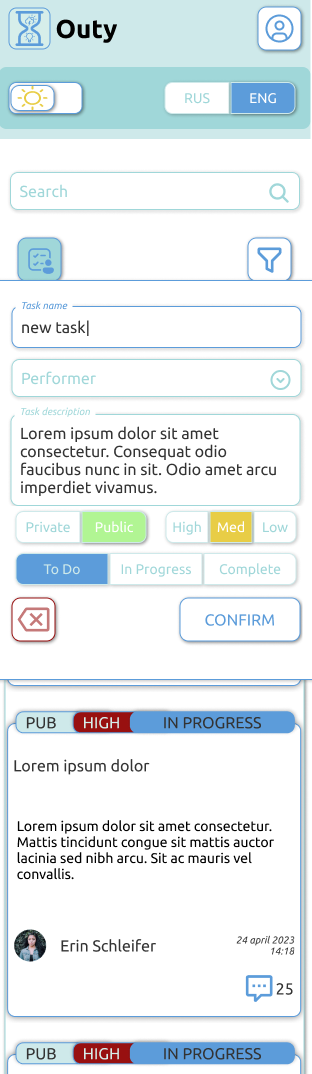 Outy
RUS ENG
Search
Task name
new task
Performer
Task description
Lorem ipsum dolor sit amet
consectetur. Consequat odio
faucibus nunc in sit. Odio amet arcu
imperdiet vivamus.
Private Public High Med Low
To Do In Progress Complete
CONFIRM
PUB HIGH IN PROGRESS
Lorem ipsum dolor
Lorem ipsum dolor sit amet consectetur.
Mattis tincidunt congue sit mattis auctor
lacinia sed nibh arcu. Sit ac mauris vel
convallis.
Erin Schleifer
24 april 2023
14:18
25
PUB HIGH IN PROGRESS